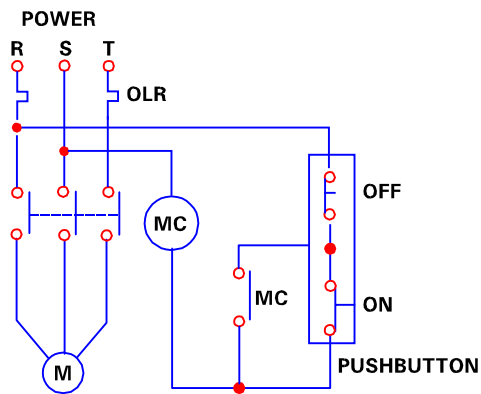 POWER
R S T
OLR
OFF
MC
MC
ON
PUSHBUTTON
M